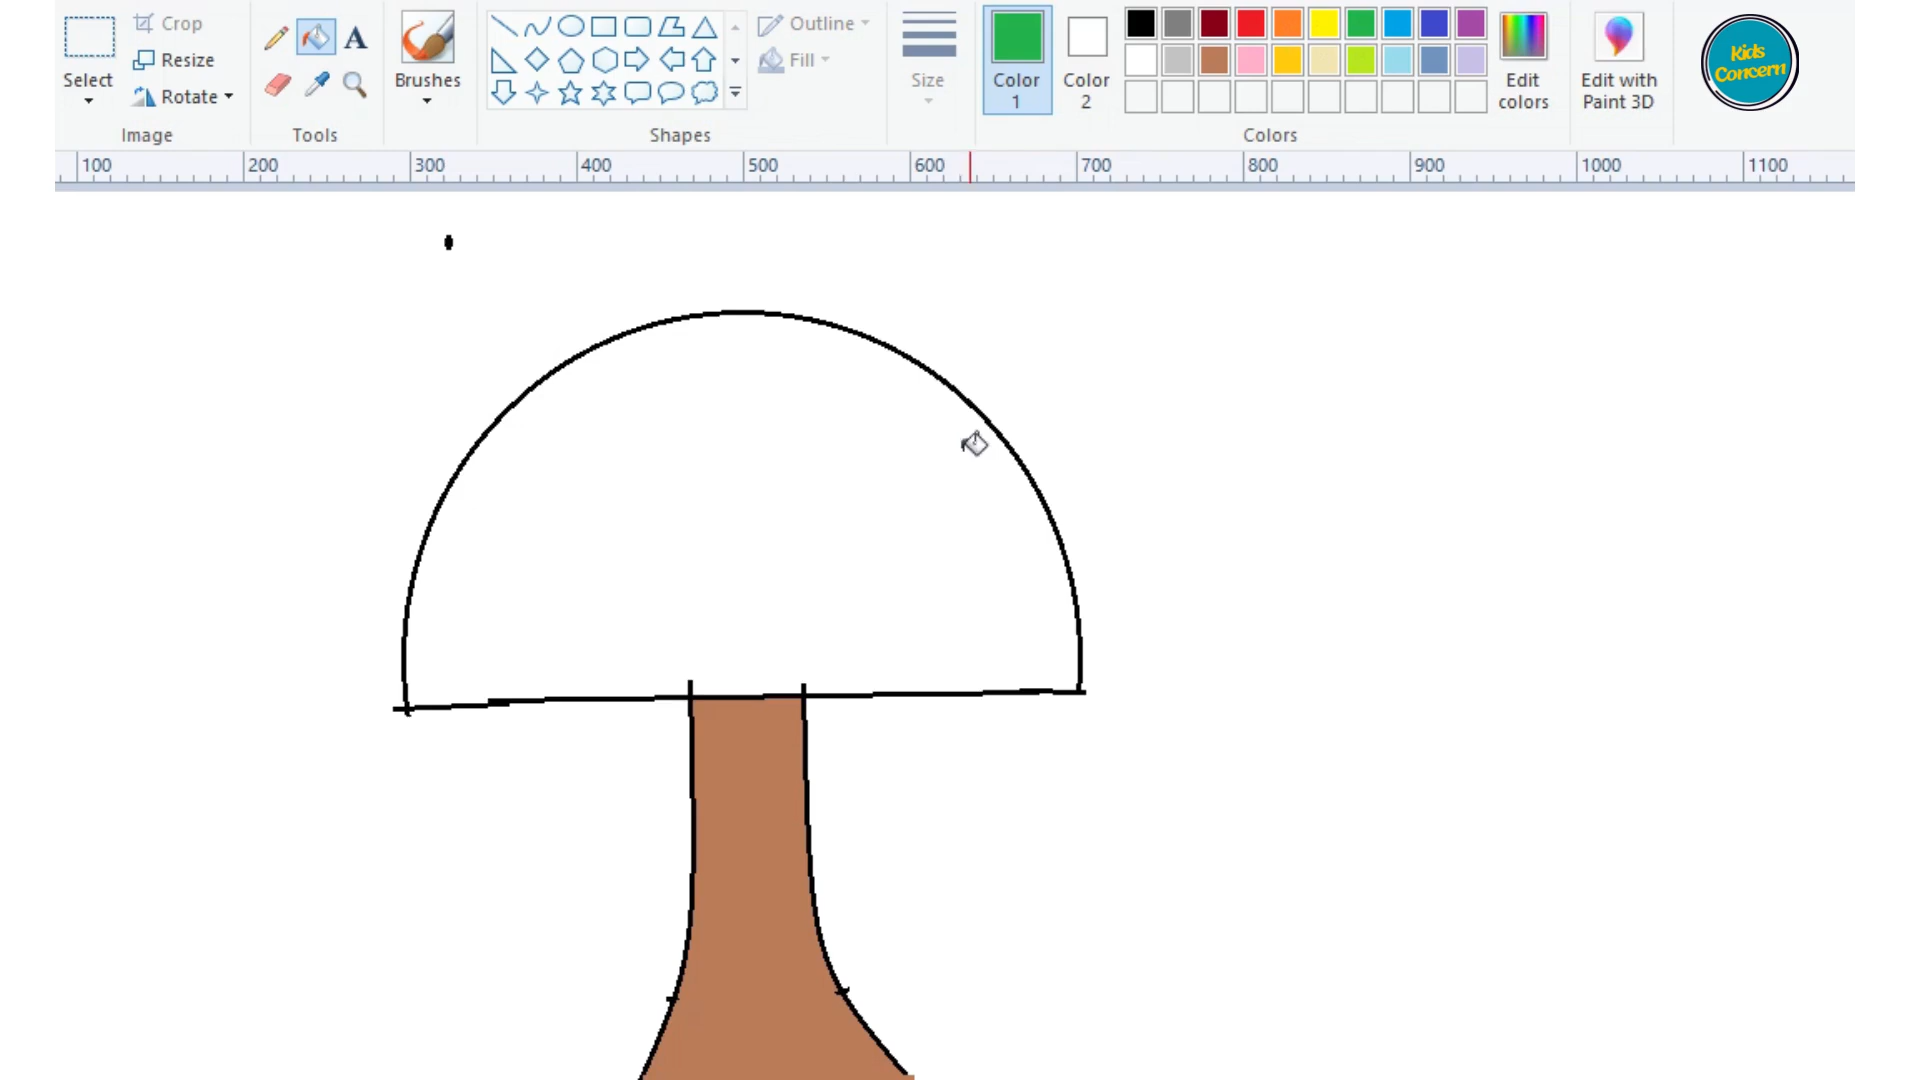 Select
Crop
Resize
Rotate
Image
A
Tools
Brushes
Shapes
Outline
Fill
Size
Color
1
Color
2
Colors
Edit
colors
Edit with
Paint 3D
Kids
Concern
100 200 300 400 500 600 700 800 900 1000 1100